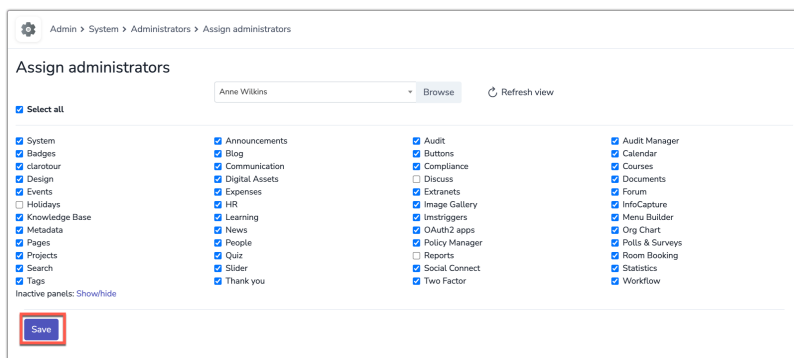 Admin > System > Administrators > Assign administrators
Assign administrators
Anne Wilkins Browse Refresh view
Select all
System Announcements Audit Audit Manager
Badges Blog Buttons Calendar
clarotour Communication Compliance Courses
Design Digital Assets Discuss Documents
Events Expenses Extranets Forum
Holidays HR Image Gallery InfoCapture
Knowledge Base Learning lmstriggers Menu Builder
Metadata News OAuth2 apps Org Chart
Pages People Policy Manager Polls & Surveys
Projects Quiz Reports Room Booking
Search Slider Social Connect Statistics
Tags Thank you Two Factor Workflow
Inactive panels: Show/hide
Save